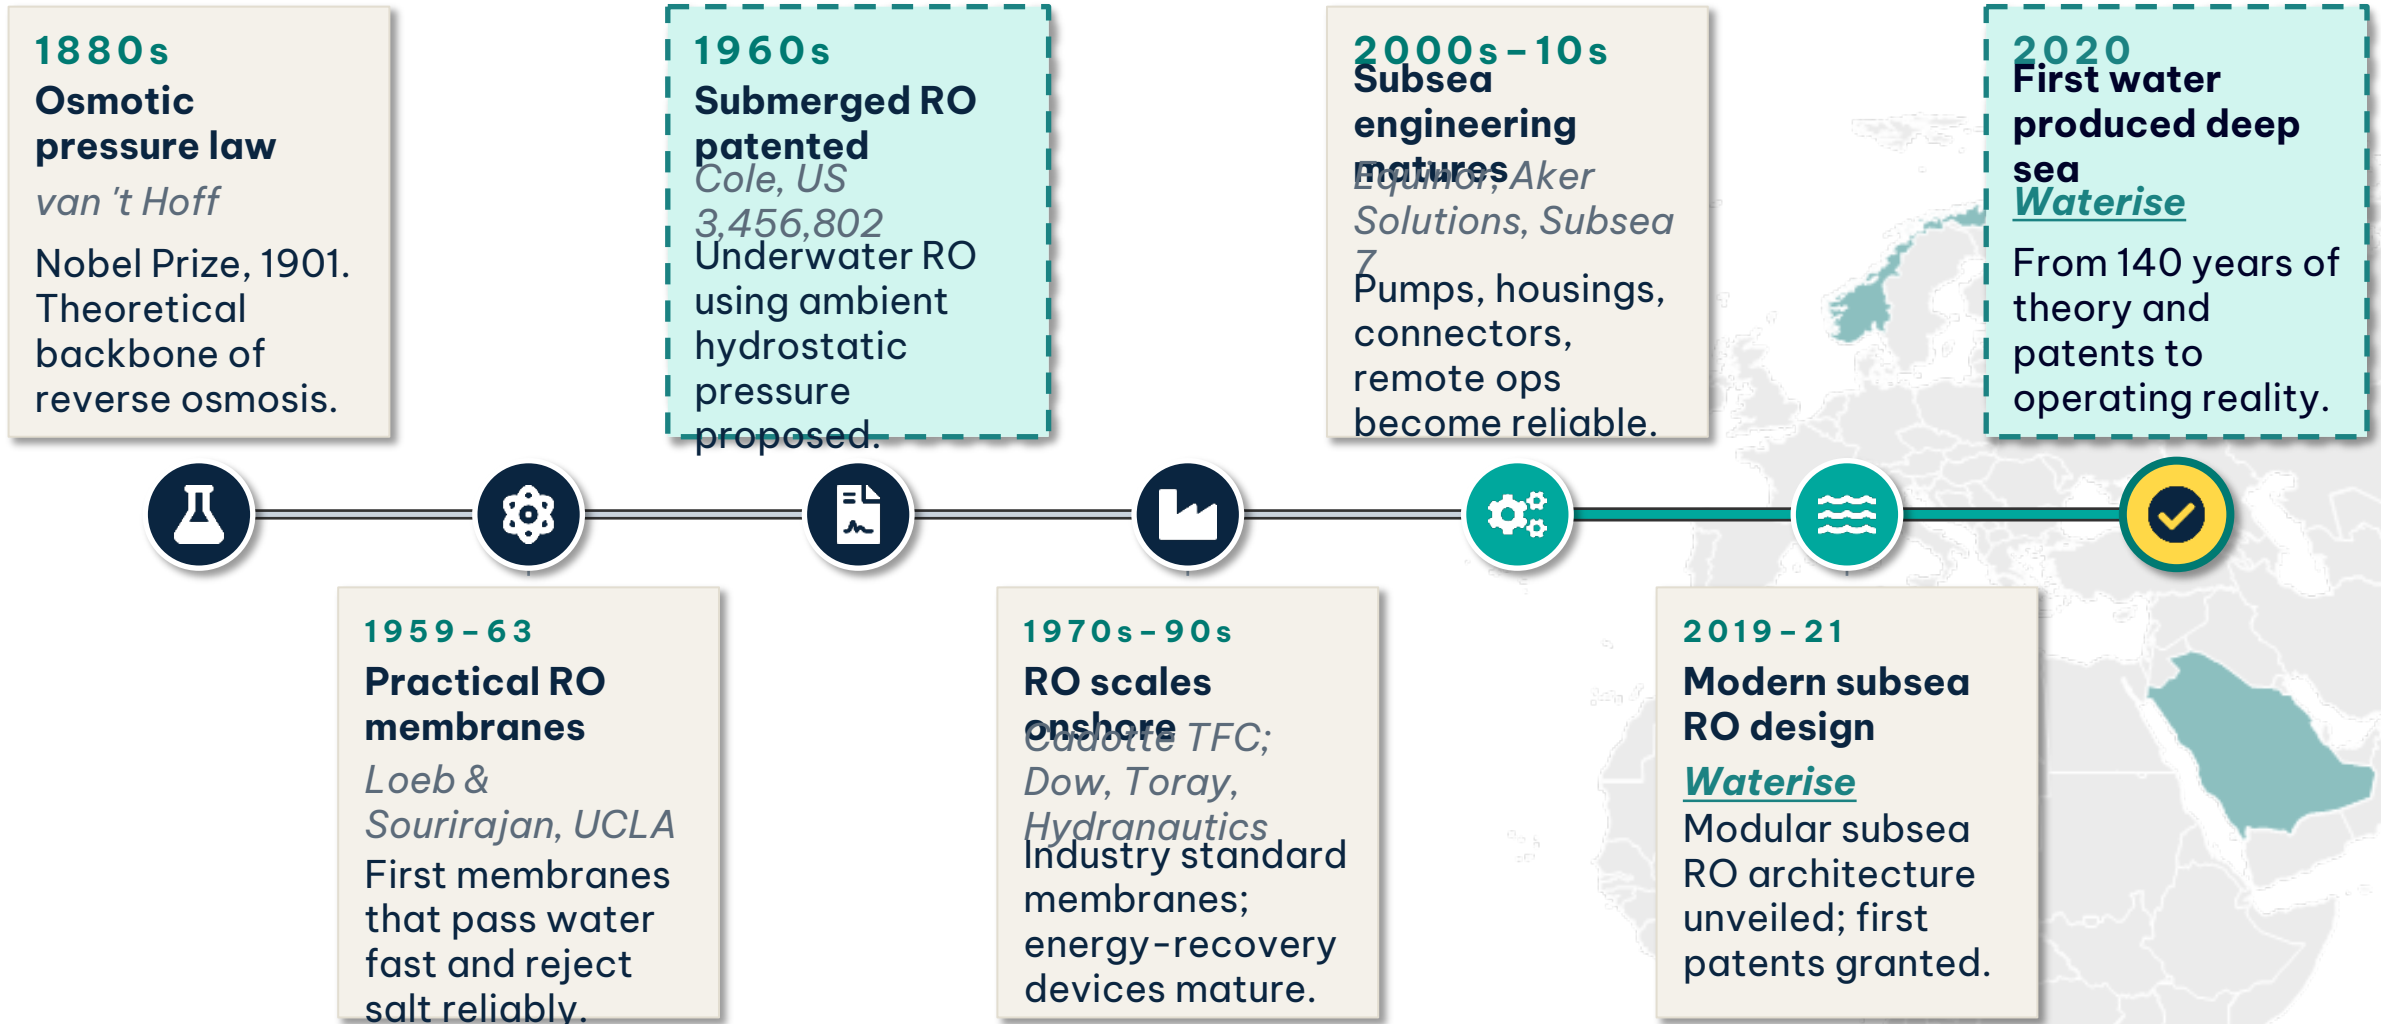 1880s
Osmotic
pressure law
van 't Hoff
Nobel Prize, 1901.
Theoretical
backbone of
reverse osmosis.
1960s
Submerged RO
patented
Cole, US
3,456,802
Underwater RO
using ambient
hydrostatic
pressure
proposed.
2000s–10s
Subsea
engineering
matures
Equinor, Aker
Solutions, Subsea
7
Pumps, housings,
connectors,
remote ops
become reliable.
2020
First water
produced deep
sea
Waterise
From 140 years of
theory and
patents to
operating reality.
1959–63
Practical RO
membranes
Loeb &
Sourirajan, UCLA
First membranes
that pass water
fast and reject
salt reliably.
1970s–90s
RO scales
onshore
Cadotte TFC;
Dow, Toray,
Hydranautics
Industry standard
membranes;
energy-recovery
devices mature.
2019–21
Modern subsea
RO design
Waterise
Modular subsea
RO architecture
unveiled; first
patents granted.